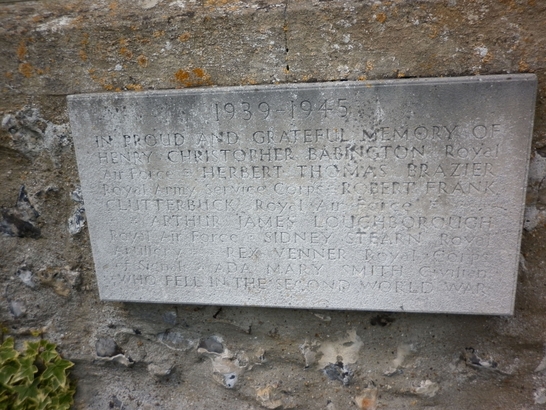 1939-1945
IN PROUD AND GRATEFUL MEMORY OF
HENRY CHRISTOPHER BABINGTON Royal
Air Force HERBERT THOMAS BRAZIER
Royal Army Service Corps ROBERT FRANK
CLUTTERBUCK Royal Air Force
ARTHUR JAMES LOUGHBOROUGH
Royal Air Force SIDNEY STEARN Royal
Artillery REX VENNER Royal Corps
of Signals ADA MARY SMITH Civilian
WHO FELL IN THE SECOND WORLD WAR